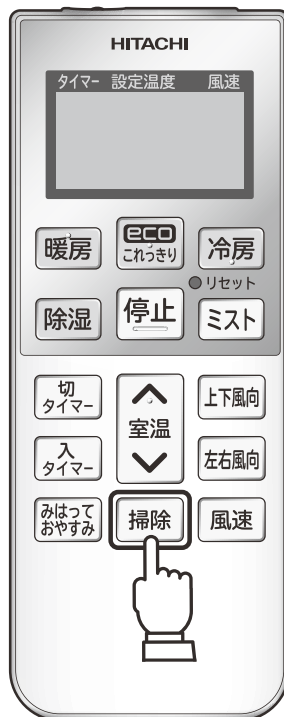 HITACHI
タイマー 設定温度 風速
暖房 eco これっきり 冷房
リセット
除湿 停止 ミスト
切タイマー 室温 上下風向
入タイマー 左右風向
みはっておやすみ 掃除 風速